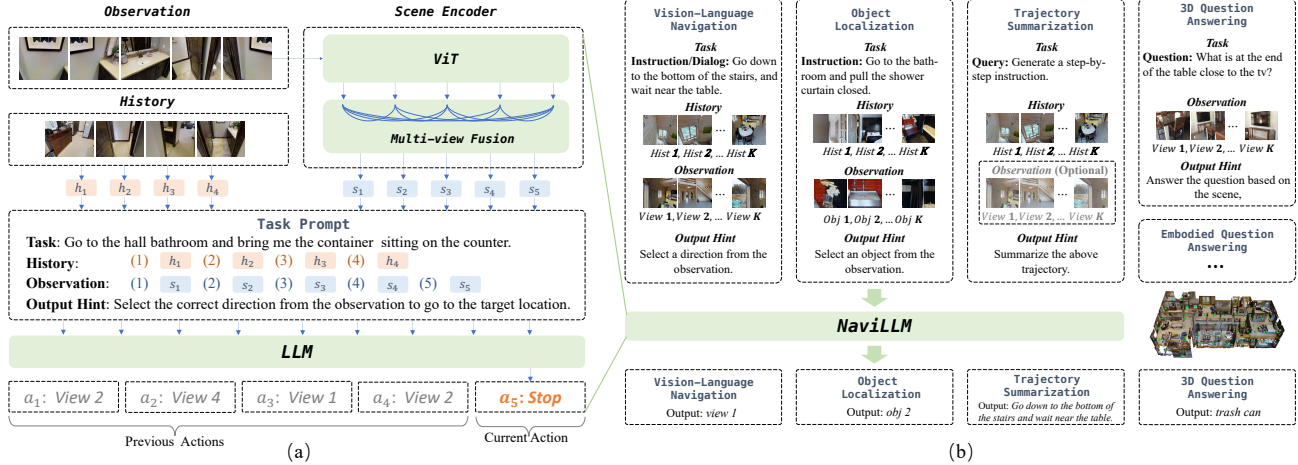 Observation
Scene Encoder
ViT
Multi-view Fusion
History
h1 h2 h3 h4
s1 s2 s3 s4 s5
Task Prompt
Task: Go to the hall bathroom and bring me the container sitting on the counter.
History: (1) h1 (2) h2 (3) h3 (4) h4
Observation: (1) s1 (2) s2 (3) s3 (4) s4 (5) s5
Output Hint: Select the correct direction from the observation to go to the target location.
LLM
a1: View 2
a2: View 4
a3: View 1
a4: View 2
a5: Stop
Previous Actions
Current Action
(a)
Vision-Language
Navigation
Task
Instruction/Dialog: Go down
to the bottom of the stairs, and
wait near the table.
History
...
Hist 1, Hist 2, ... Hist K
Observation
...
View 1, View 2, ... View K
Output Hint
Select a direction from the
observation.
Object
Localization
Task
Instruction: Go to the bath-
room and pull the shower
curtain closed.
History
...
Hist 1, Hist 2, ... Hist K
Observation
...
Obj 1, Obj 2, ... Obj K
Output Hint
Select an object from the
observation.
Trajectory
Summarization
Task
Query: Generate a step-by-
step instruction.
History
...
Hist 1, Hist 2, ... Hist K
Observation (Optional)
...
View 1, View 2, ... View K
Output Hint
Summarize the above
trajectory.
3D Question
Answering
Task
Question: What is at the end
of the table close to the tv?
Observation
...
View 1, View 2, ... View K
Output Hint
Answer the question based on
the scene,
Embodied Question
Answering
...
NaviLLM
Vision-Language
Navigation
Output: view 1
Object
Localization
Output: obj 2
Trajectory
Summarization
Output: Go down to the bottom of
the stairs and wait near the table.
3D Question
Answering
Output: trash can
(b)